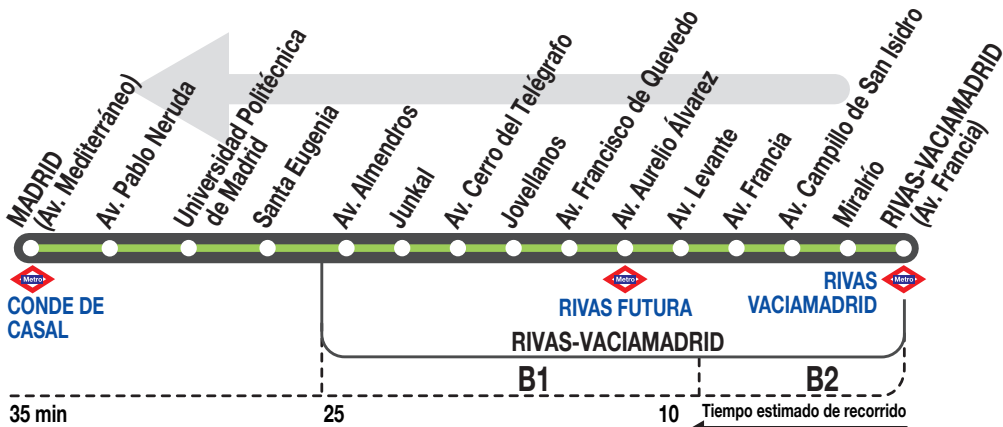 MADRID
(Av. Mediterráneo)
Av. Pablo Neruda
Universidad Politécnica
de Madrid
Santa Eugenia
Av. Almendros
Junkal
Av. Cerro del Telégrafo
Jovellanos
Av. Francisco de Quevedo
Av. Aurelio Álvarez
Av. Levante
Av. Francia
Av. Campillo de San Isidro
Miralrío
RIVAS-VACIAMADRID
(Av. Francia)
Metro
CONDE DE
CASAL
Metro
RIVAS FUTURA
RIVAS
VACIAMADRID
Metro
RIVAS-VACIAMADRID
B1
B2
35 min
25
10
Tiempo estimado de recorrido